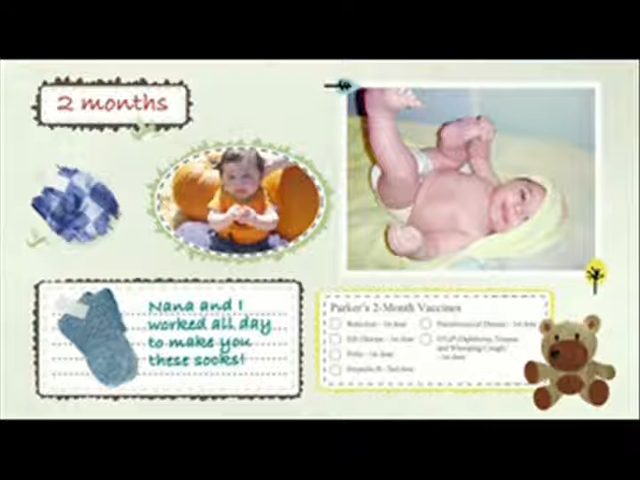 2 months
Nana and I
worked all day
to make you
these socks!
Parker's 2-Month Vaccines
Rotavirus - 1st dose
Hib Disease - 1st dose
Polio - 1st dose
Hepatitis B - 2nd dose
Pneumococcal Disease - 1st dose
DTaP (Diphtheria, Tetanus
and Whooping Cough)
- 1st dose